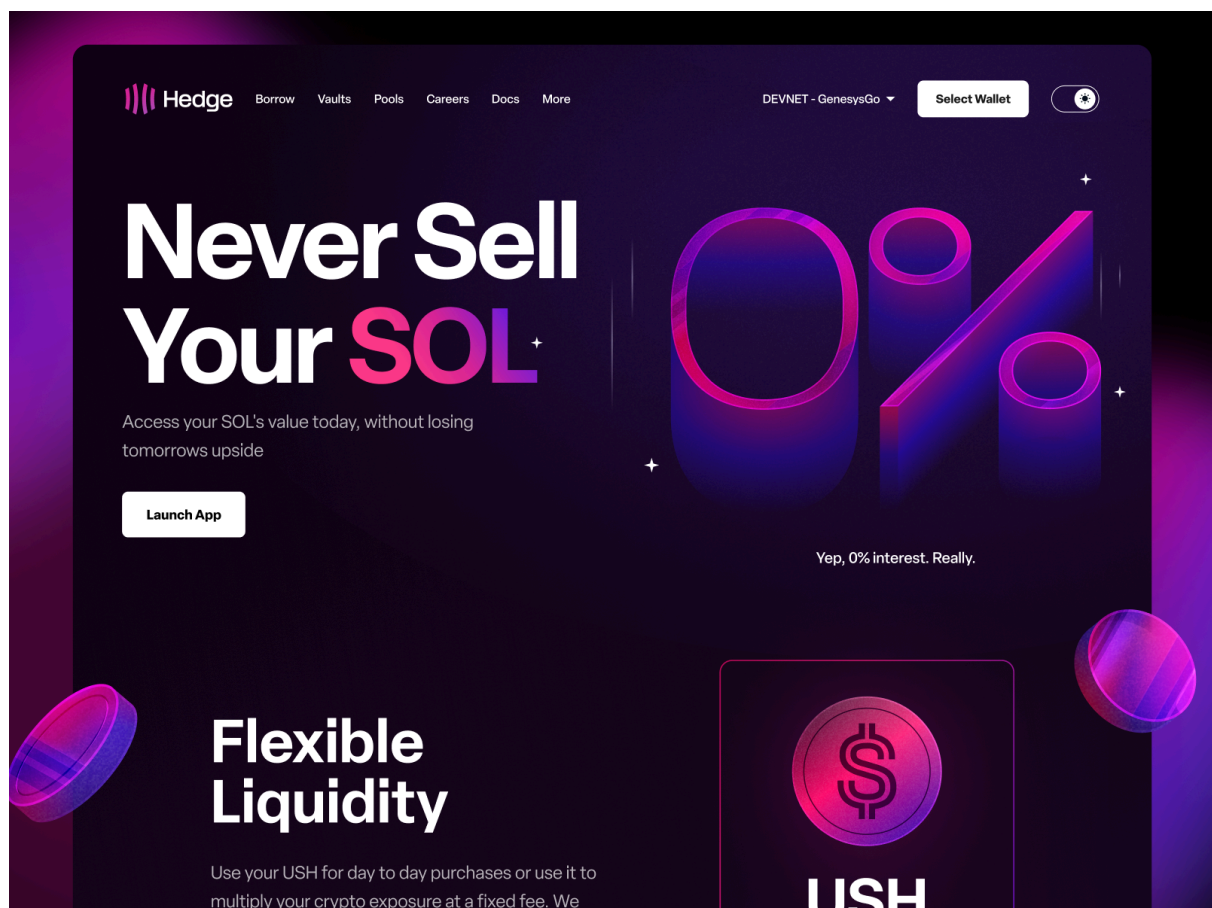 Hedge Borrow Vaults Pools Careers Docs More DEVNET - GenesysGo Select Wallet
Never Sell
Your SOL
Access your SOL's value today, without losing
tomorrows upside
Launch App
0%
Yep, 0% interest. Really.
Flexible
Liquidity
Use your USH for day to day purchases or use it to
multiply your crypto exposure at a fixed fee. We
$
USH